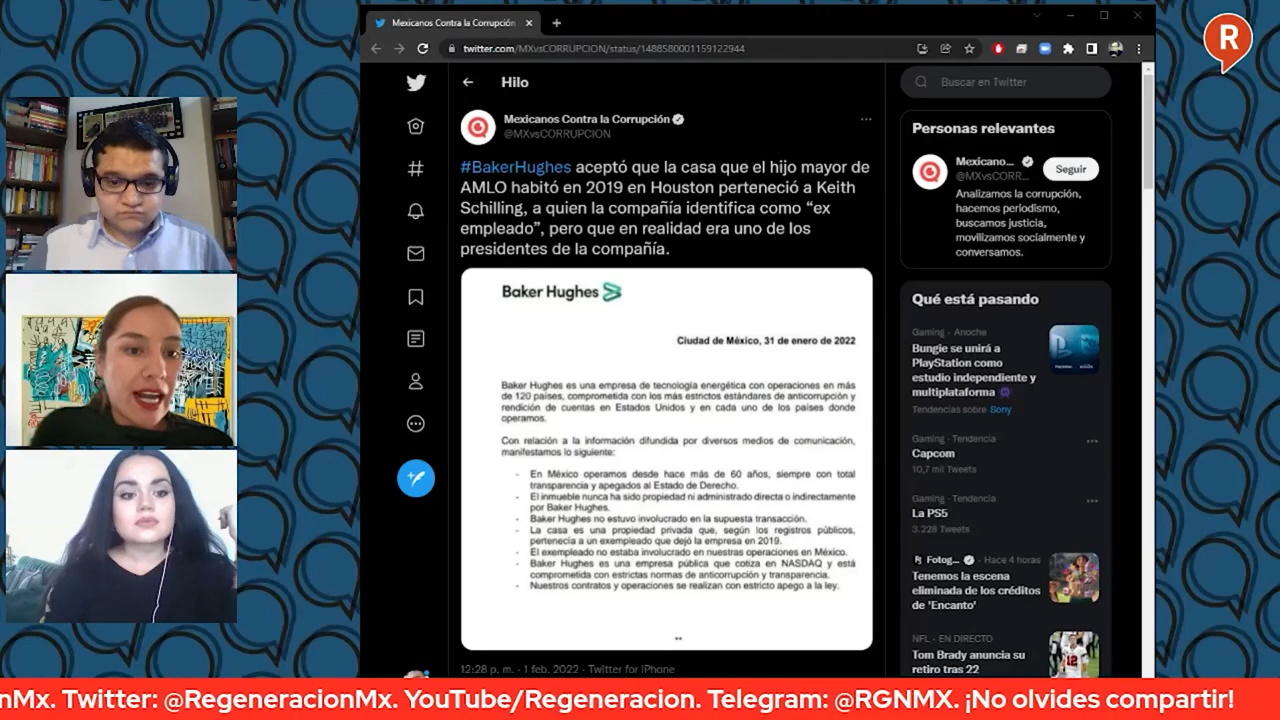 Mexicanos Contra la Corrupción
twitter.com/MXvsCORRUPCION/status/1488580001159122944
R
Hilo
Buscar en Twitter
Mexicanos Contra la Corrupción
@MXvsCORRUPCION
#BakerHughes aceptó que la casa que el hijo mayor de
AMLO habitó en 2019 en Houston perteneció a Keith
Schilling, a quien la compañía identifica como “ex
empleado”, pero que en realidad era uno de los
presidentes de la compañía.
Baker Hughes
Ciudad de México, 31 de enero de 2022
Baker Hughes es una empresa de tecnología energética con operaciones en más
de 120 países, comprometida con los más estrictos estándares de anticorrupción y
rendición de cuentas en Estados Unidos y en cada uno de los países donde
operamos.
Con relación a la información difundida por diversos medios de comunicación,
manifestamos lo siguiente:
- En México operamos desde hace más de 60 años, siempre con total
transparencia y apegados al Estado de Derecho.
- El inmueble nunca ha sido propiedad ni administrado directa o indirectamente
por Baker Hughes.
- Baker Hughes no estuvo involucrado en la supuesta transacción.
- La casa es una propiedad privada que, según los registros públicos,
pertenecía a un exempleado que dejó la empresa en 2019.
- El exempleado no estaba involucrado en nuestras operaciones en México.
- Baker Hughes es una empresa pública que cotiza en NASDAQ y está
comprometida con estrictas normas de anticorrupción y transparencia.
- Nuestros contratos y operaciones se realizan con estricto apego a la ley.
12:28 p. m. · 1 feb. 2022 · Twitter for iPhone
Personas relevantes
Mexicano...
@MXvsCORR...
Seguir
Analizamos la corrupción,
hacemos periodismo,
buscamos justicia,
movilizamos socialmente y
conversamos.
Qué está pasando
Gaming · Anoche
Bungie se unirá a
PlayStation como
estudio independiente y
multiplataforma
Tendencias sobre Sony
Gaming · Tendencia
Capcom
10,7 mil Tweets
Gaming · Tendencia
La PS5
3.228 Tweets
Fotog... · Hace 4 horas
Tenemos la escena
eliminada de los créditos
de 'Encanto'
NFL · EN DIRECTO
Tom Brady anuncia su
retiro tras 22
nMx. Twitter: @RegeneracionMx. YouTube/Regeneracion. Telegram: @RGNMX. ¡No olvides compartir!